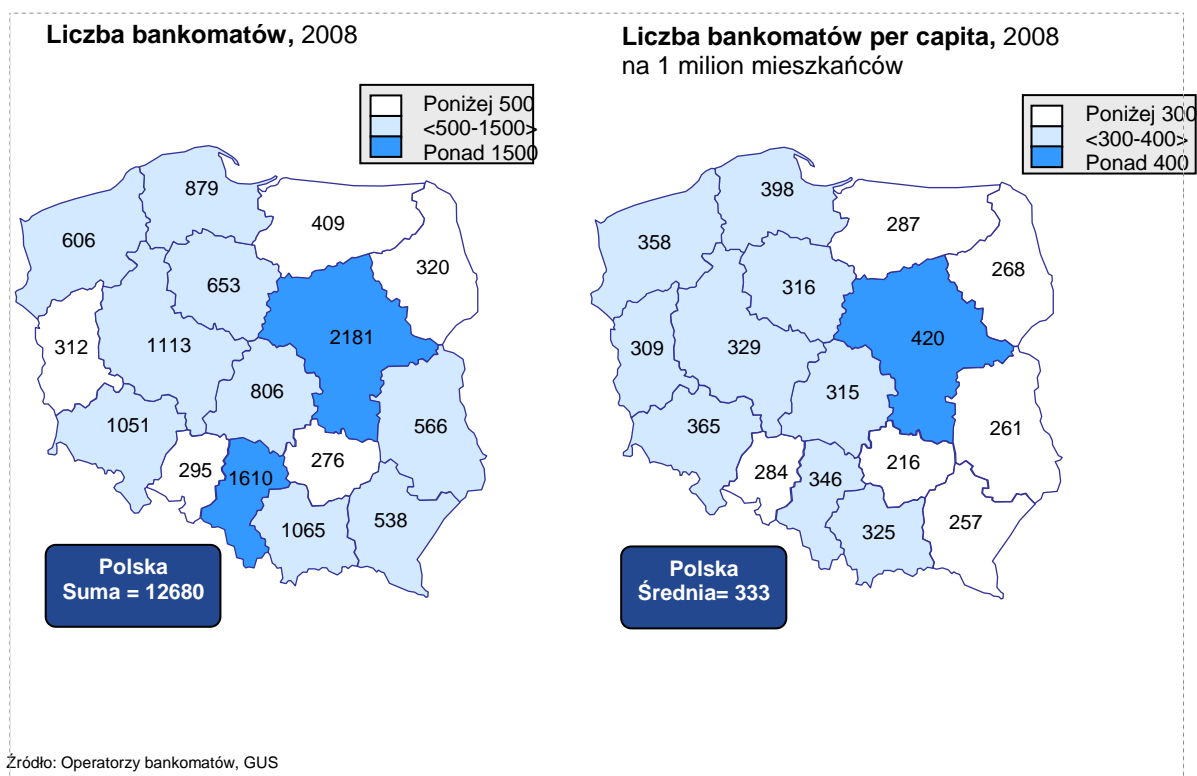 Liczba bankomatów, 2008
Poniżej 500
<500-1500>
Ponad 1500
879
409
606
320
653
2181
312
1113
806
1051
566
295
1610
276
1065
538
Polska
Suma = 12680
Liczba bankomatów per capita, 2008
na 1 milion mieszkańców
Poniżej 300
<300-400>
Ponad 400
398
287
358
268
316
420
309
329
315
365
261
284
346
216
325
257
Polska
Średnia= 333
Źródło: Operatorzy bankomatów, GUS